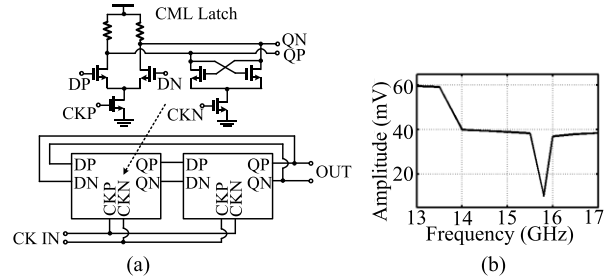 CML Latch
QN
QP
DP
DN
CKP
CKN
DP
QP
DP
QP
DN
QN
DN
QN
OUT
CKP
CKN
CKP
CKN
CK IN
(a)
Amplitude (mV)
60
40
20
13 14 15 16 17
Frequency (GHz)
(b)